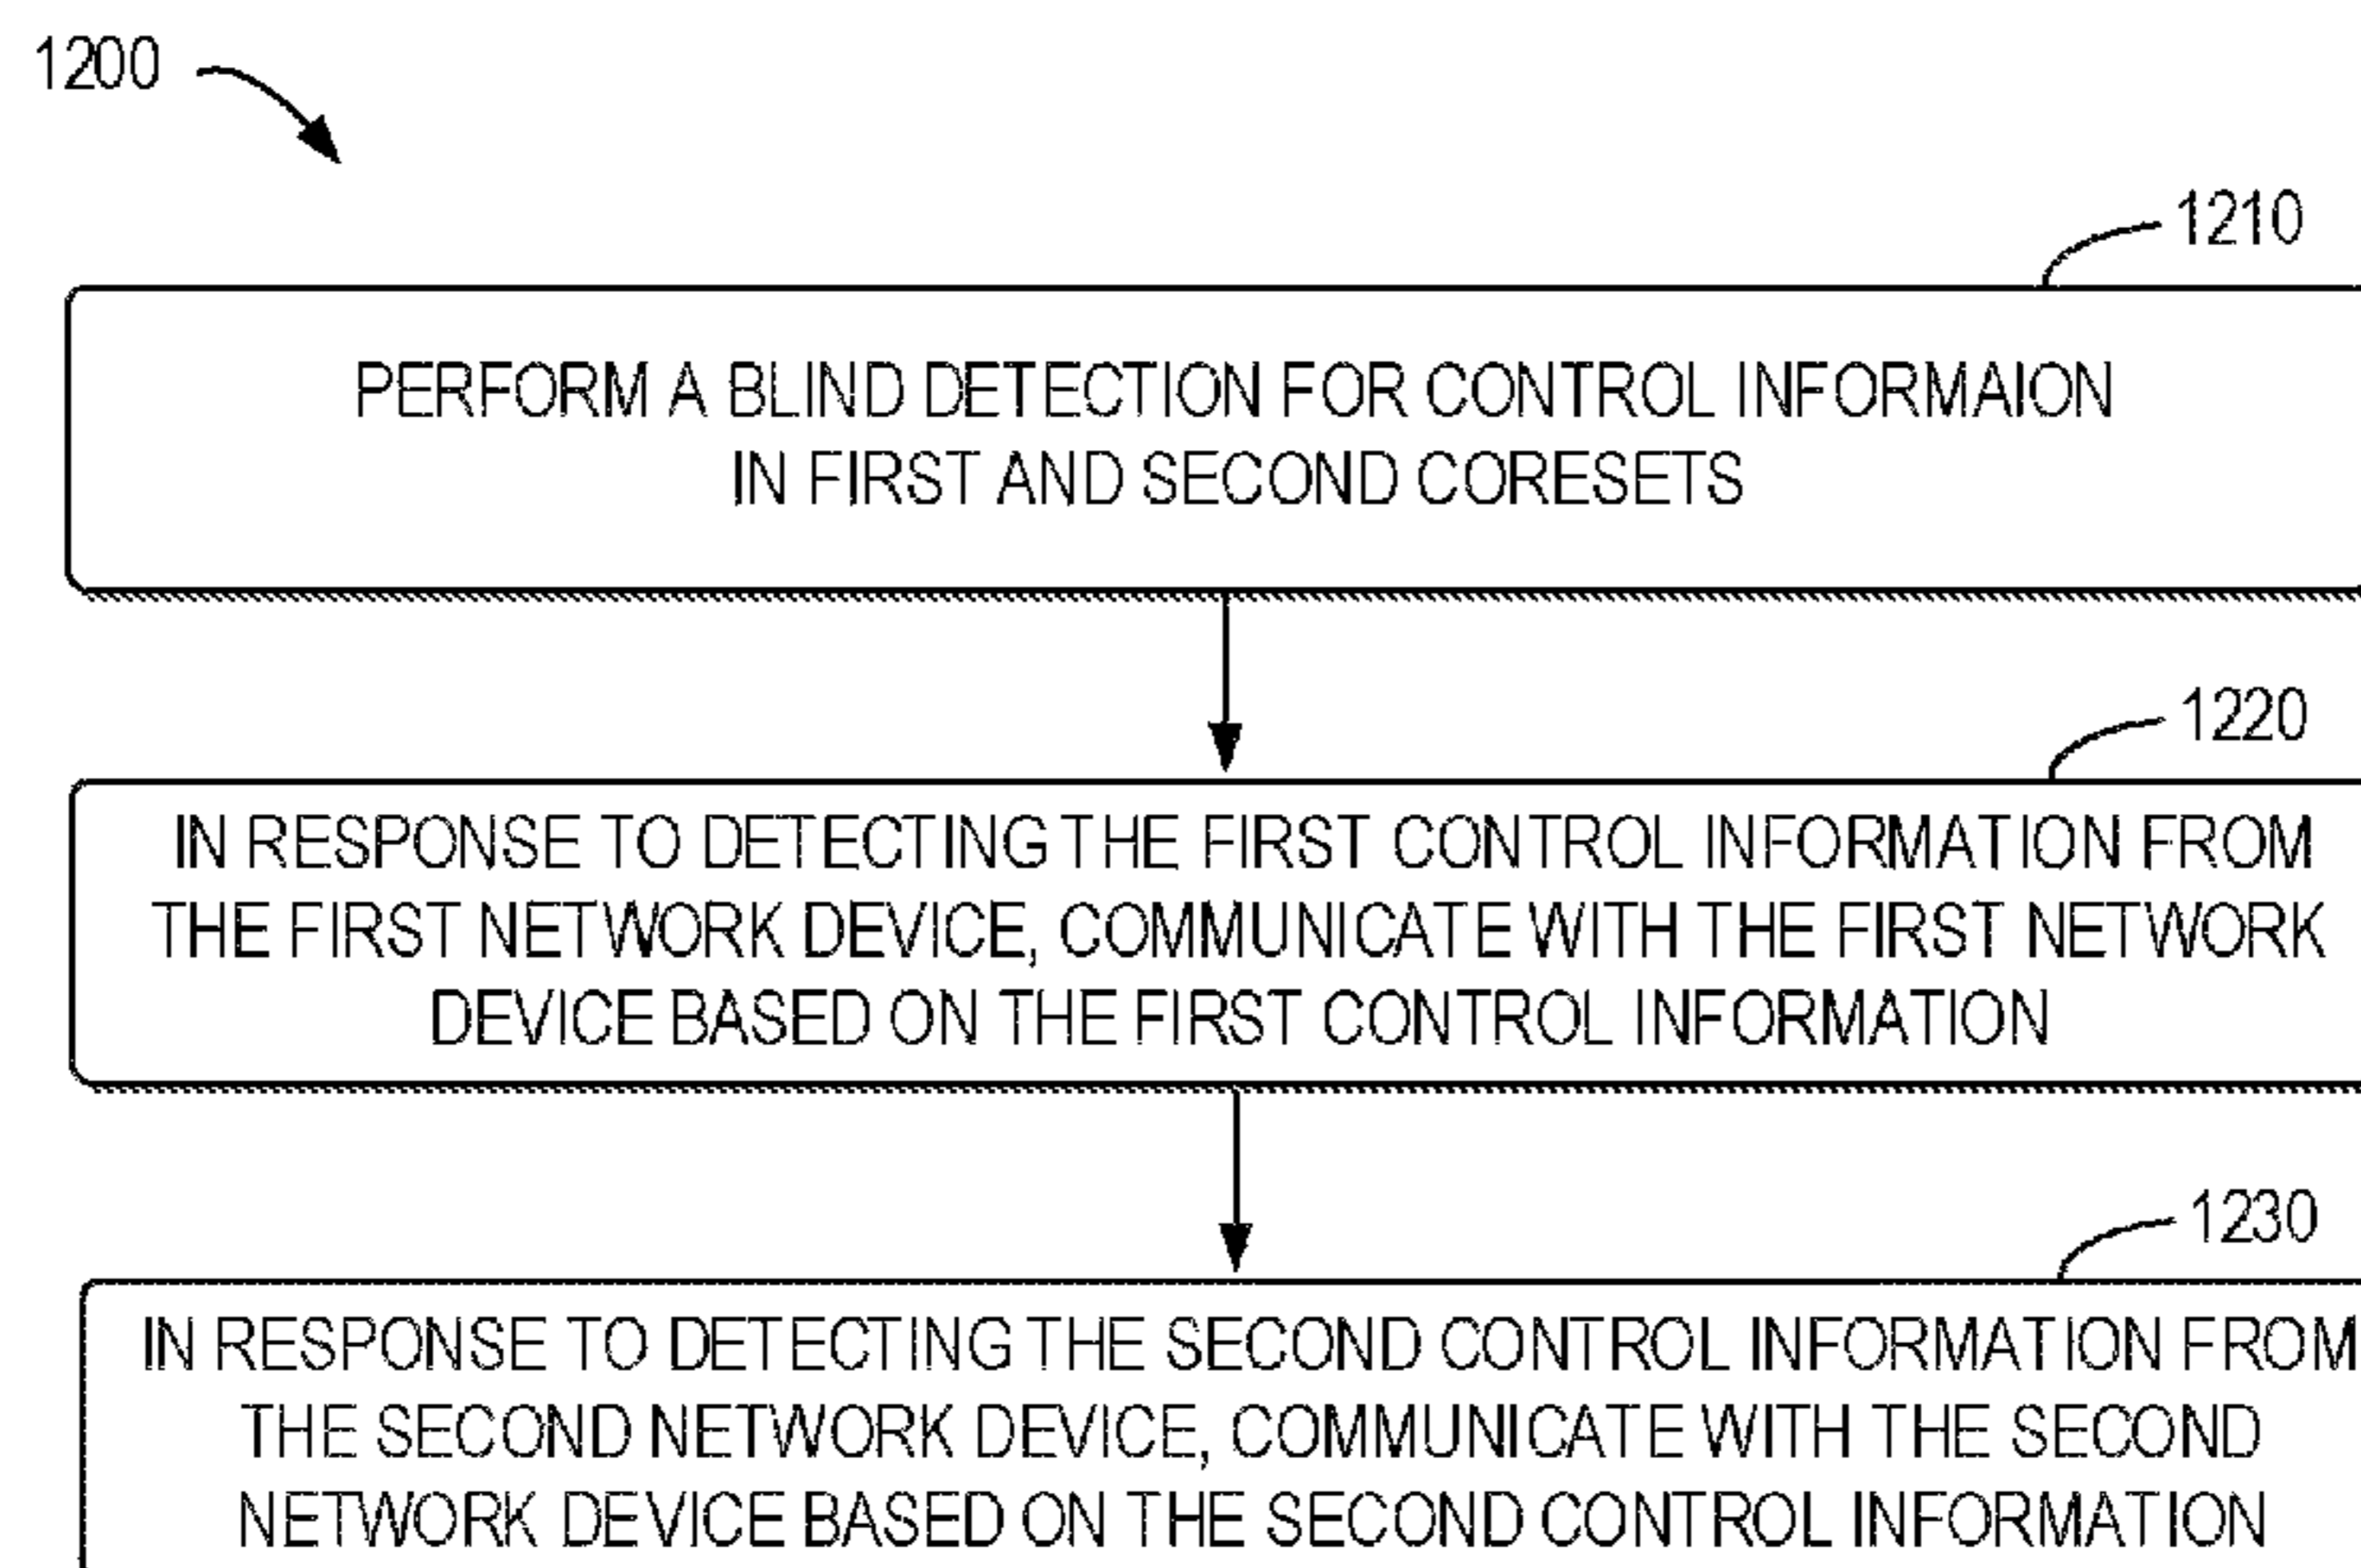 1200
1210
PERFORM A BLIND DETECTION FOR CONTROL INFORMAION
IN FIRST AND SECOND CORESETS
1220
IN RESPONSE TO DETECTING THE FIRST CONTROL INFORMATION FROM
THE FIRST NETWORK DEVICE, COMMUNICATE WITH THE FIRST NETWORK
DEVICE BASED ON THE FIRST CONTROL INFORMATION
1230
IN RESPONSE TO DETECTING THE SECOND CONTROL INFORMATION FROM
THE SECOND NETWORK DEVICE, COMMUNICATE WITH THE SECOND
NETWORK DEVICE BASED ON THE SECOND CONTROL INFORMATION